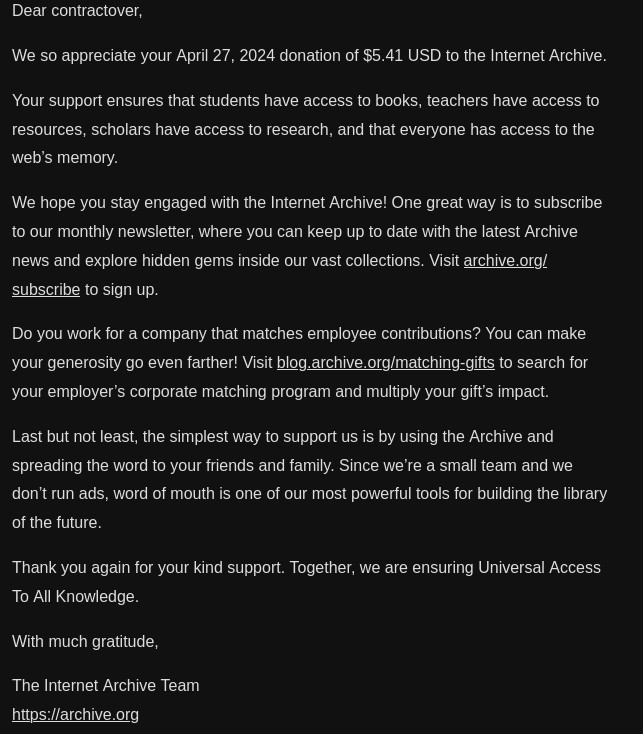 Dear contractover,
We so appreciate your April 27, 2024 donation of $5.41 USD to the Internet Archive.
Your support ensures that students have access to books, teachers have access to
resources, scholars have access to research, and that everyone has access to the
web’s memory.
We hope you stay engaged with the Internet Archive! One great way is to subscribe
to our monthly newsletter, where you can keep up to date with the latest Archive
news and explore hidden gems inside our vast collections. Visit archive.org/
subscribe to sign up.
Do you work for a company that matches employee contributions? You can make
your generosity go even farther! Visit blog.archive.org/matching-gifts to search for
your employer’s corporate matching program and multiply your gift’s impact.
Last but not least, the simplest way to support us is by using the Archive and
spreading the word to your friends and family. Since we’re a small team and we
don’t run ads, word of mouth is one of our most powerful tools for building the library
of the future.
Thank you again for your kind support. Together, we are ensuring Universal Access
To All Knowledge.
With much gratitude,
The Internet Archive Team
https://archive.org